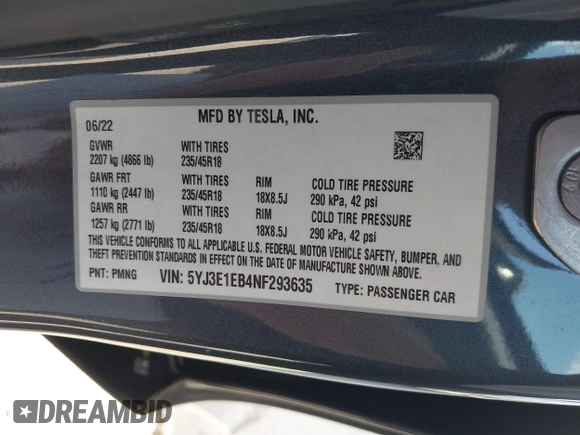 MFD BY TESLA, INC.
06/22
GVWR WITH TIRES
2207 kg (4866 lb) 235/45R18
GAWR FRT WITH TIRES RIM COLD TIRE PRESSURE
1110 kg (2447 lb) 235/45R18 18X8.5J 290 kPa, 42 psi
GAWR RR WITH TIRES RIM COLD TIRE PRESSURE
1257 kg (2771 lb) 235/45R18 18X8.5J 290 kPa, 42 psi
THIS VEHICLE CONFORMS TO ALL APPLICABLE U.S. FEDERAL MOTOR VEHICLE SAFETY, BUMPER, AND
THEFT PREVENTION STANDARDS IN EFFECT ON THE DATE OF MANUFACTURE SHOWN ABOVE.
PNT: PMNG VIN: 5YJ3E1EB4NF293635 TYPE: PASSENGER CAR
DREAMBID